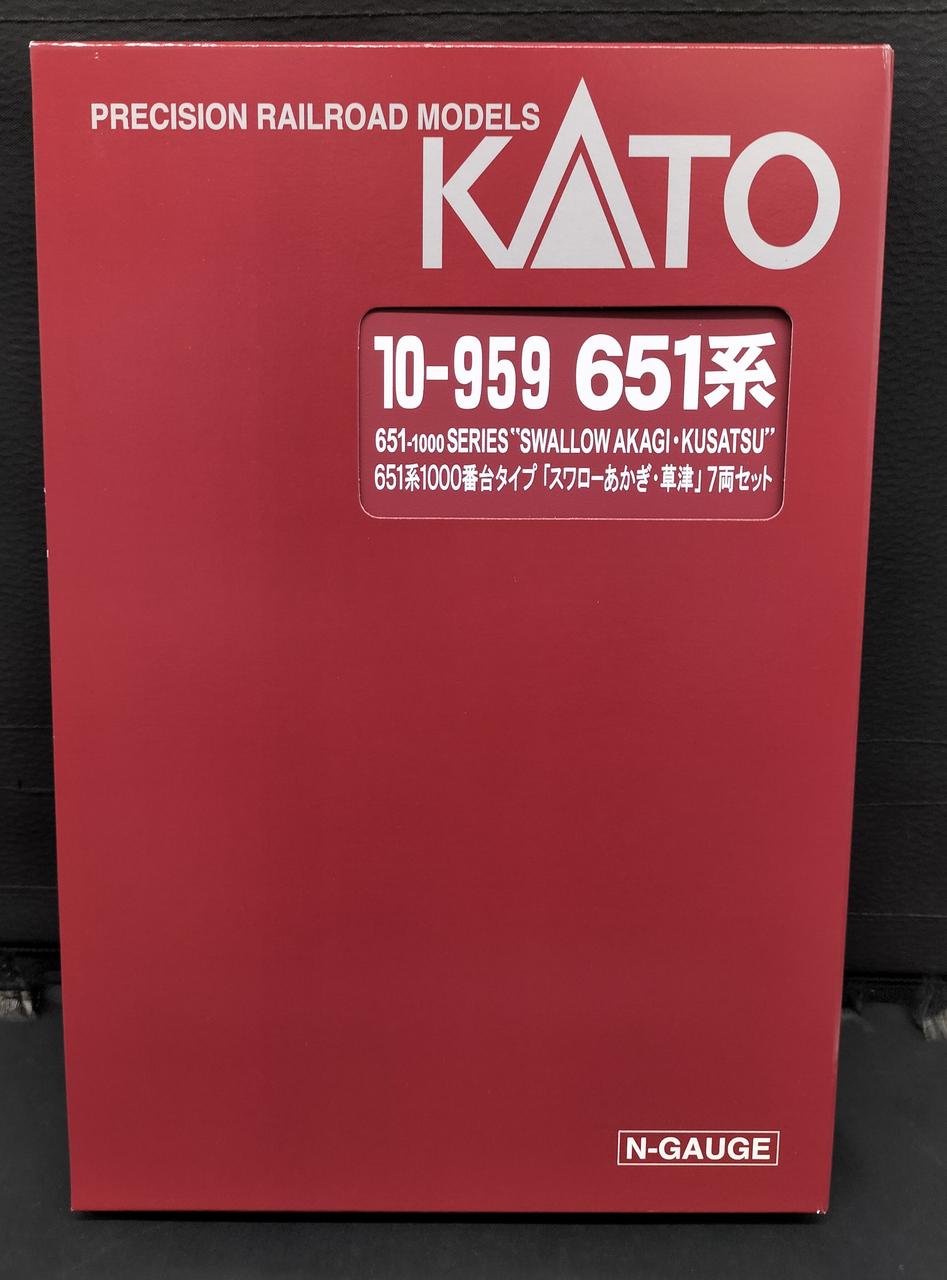 PRECISION RAILROAD MODELS
KATO
10-959 651系
651-1000 SERIES "SWALLOW AKAGI・KUSATSU"
651系1000番台タイプ「スワローあかぎ・草津」7両セット
N-GAUGE